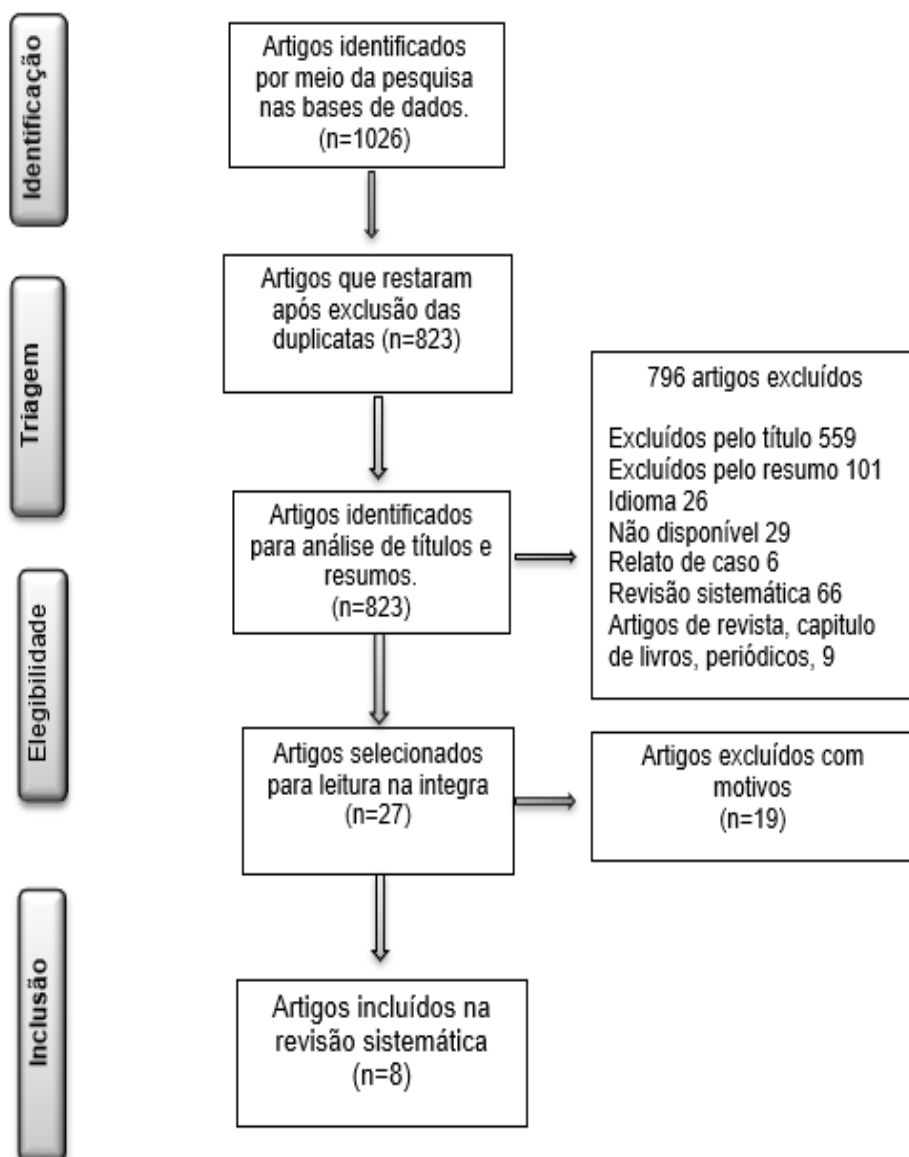 Identificação
Artigos identificados
por meio da pesquisa
nas bases de dados.
(n=1026)
Triagem
Artigos que restaram
após exclusão das
duplicatas (n=823)
796 artigos excluídos
Excluídos pelo título 559
Excluídos pelo resumo 101
Idioma 26
Não disponível 29
Relato de caso 6
Revisão sistemática 66
Artigos de revista, capitulo
de livros, periódicos, 9
Artigos identificados
para análise de títulos e
resumos.
(n=823)
Elegibilidade
Artigos selecionados
para leitura na integra
(n=27)
Artigos excluídos com
motivos
(n=19)
Inclusão
Artigos incluídos na
revisão sistemática
(n=8)